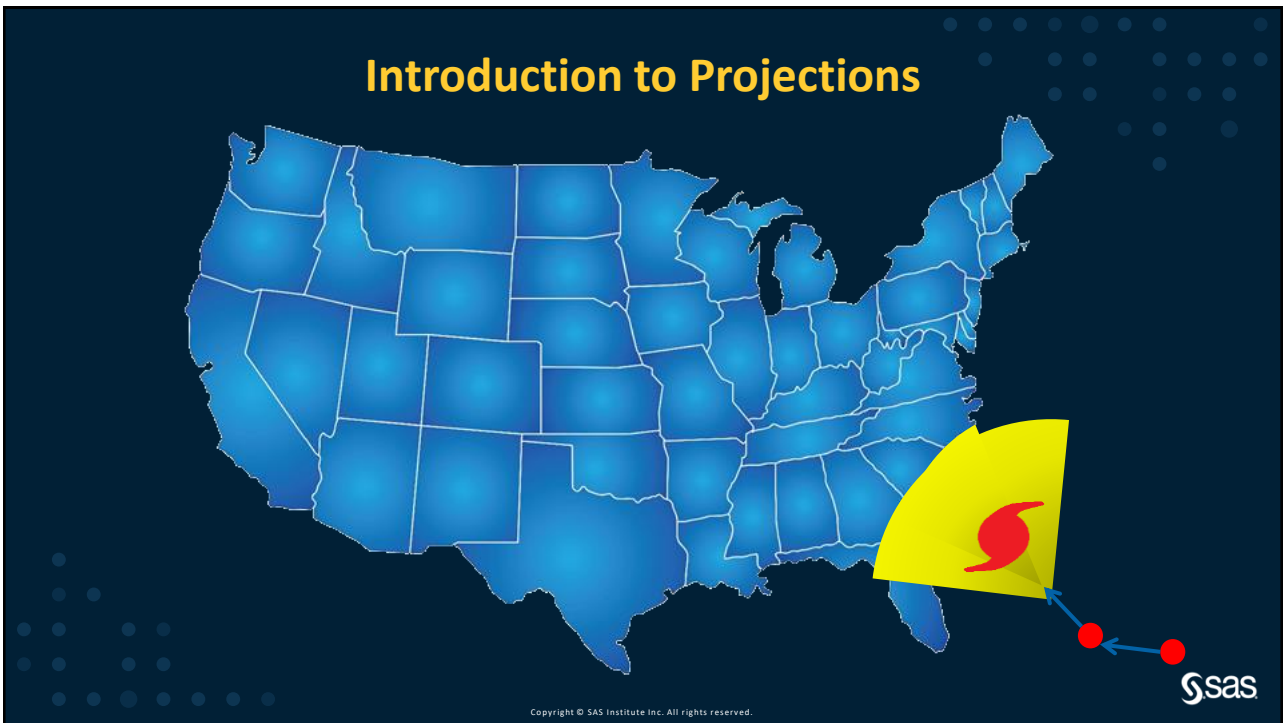 Introduction to Projections
sas
Copyright © SAS Institute Inc. All rights reserved.